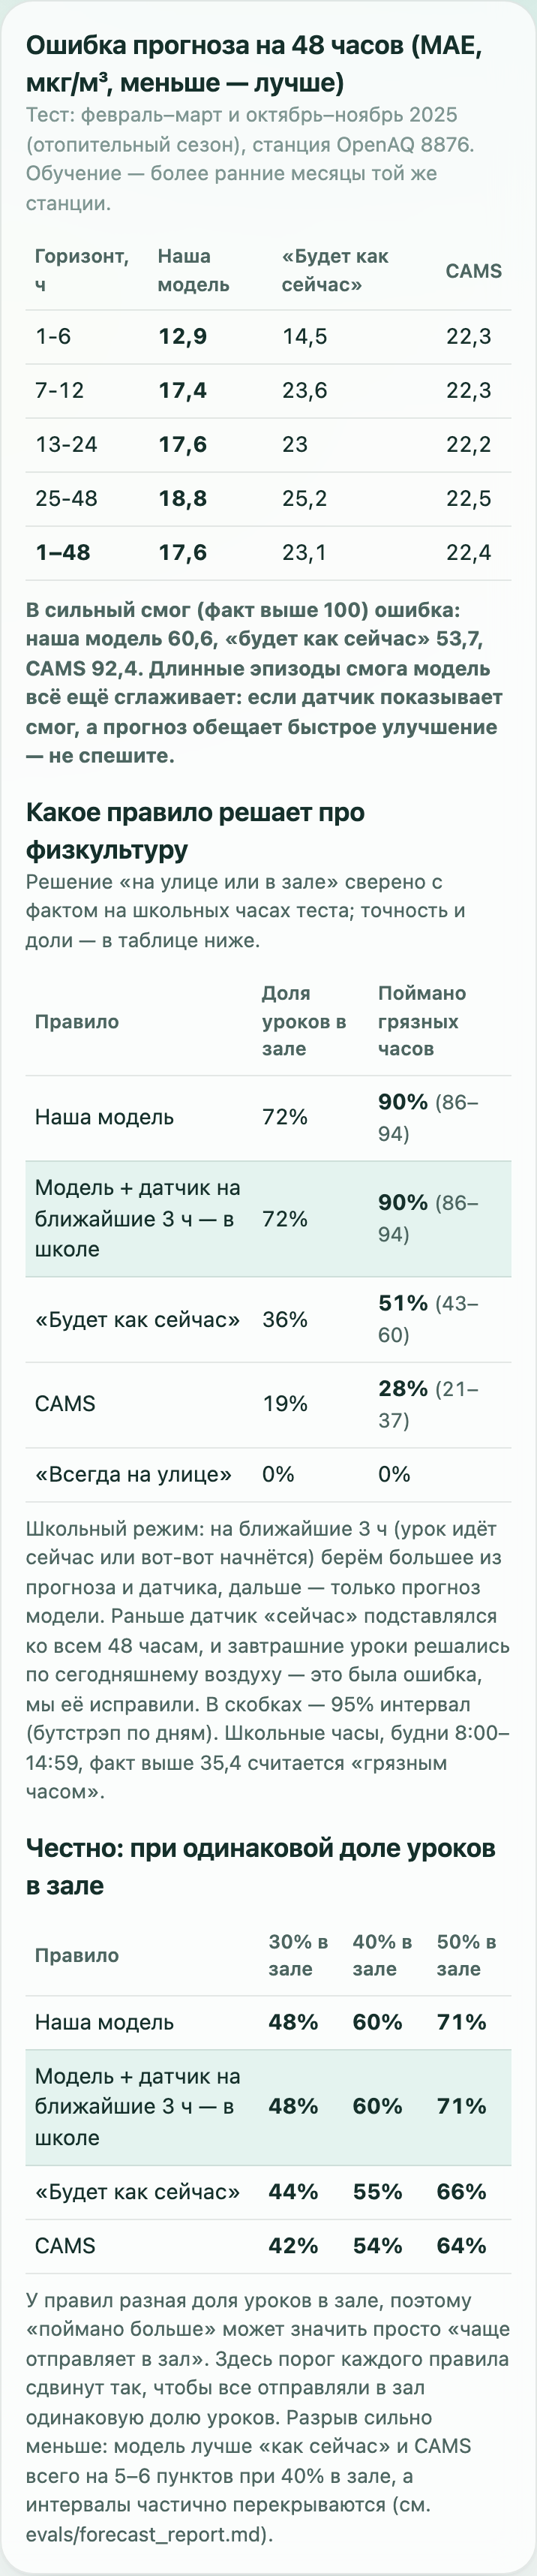 Ошибка прогноза на 48 часов (MAE,
мкг/м³, меньше — лучше)
Тест: февраль–март и октябрь–ноябрь 2025
(отопительный сезон), станция OpenAQ 8876.
Обучение — более ранние месяцы той же
станции.
Горизонт, ч	Наша модель	«Будет как сейчас»	CAMS
1-6	12,9	14,5	22,3
7-12	17,4	23,6	22,3
13-24	17,6	23	22,2
25-48	18,8	25,2	22,5
1–48	17,6	23,1	22,4
В сильный смог (факт выше 100) ошибка:
наша модель 60,6, «будет как сейчас» 53,7,
CAMS 92,4. Длинные эпизоды смога модель
всё ещё сглаживает: если датчик показывает
смог, а прогноз обещает быстрое улучшение
— не спешите.
Какое правило решает про
физкультуру
Решение «на улице или в зале» сверено с
фактом на школьных часах теста; точность и
доли — в таблице ниже.
Правило	Доля уроков в зале	Поймано грязных часов
Наша модель	72%	90% (86–94)
Модель + датчик на ближайшие 3 ч — в школе	72%	90% (86–94)
«Будет как сейчас»	36%	51% (43–60)
CAMS	19%	28% (21–37)
«Всегда на улице»	0%	0%
Школьный режим: на ближайшие 3 ч (урок идёт
сейчас или вот-вот начнётся) берём большее из
прогноза и датчика, дальше — только прогноз
модели. Раньше датчик «сейчас» подставлялся
ко всем 48 часам, и завтрашние уроки решались
по сегодняшнему воздуху — это была ошибка,
мы её исправили. В скобках — 95% интервал
(бутстрэп по дням). Школьные часы, будни 8:00–
14:59, факт выше 35,4 считается «грязным
часом».
Честно: при одинаковой доле уроков
в зале
Правило	30% в зале	40% в зале	50% в зале
Наша модель	48%	60%	71%
Модель + датчик на ближайшие 3 ч — в школе	48%	60%	71%
«Будет как сейчас»	44%	55%	66%
CAMS	42%	54%	64%
У правил разная доля уроков в зале, поэтому
«поймано больше» может значить просто «чаще
отправляет в зал». Здесь порог каждого правила
сдвинут так, чтобы все отправляли в зал
одинаковую долю уроков. Разрыв сильно
меньше: модель лучше «как сейчас» и CAMS
всего на 5–6 пунктов при 40% в зале, а
интервалы частично перекрываются (см.
evals/forecast_report.md).